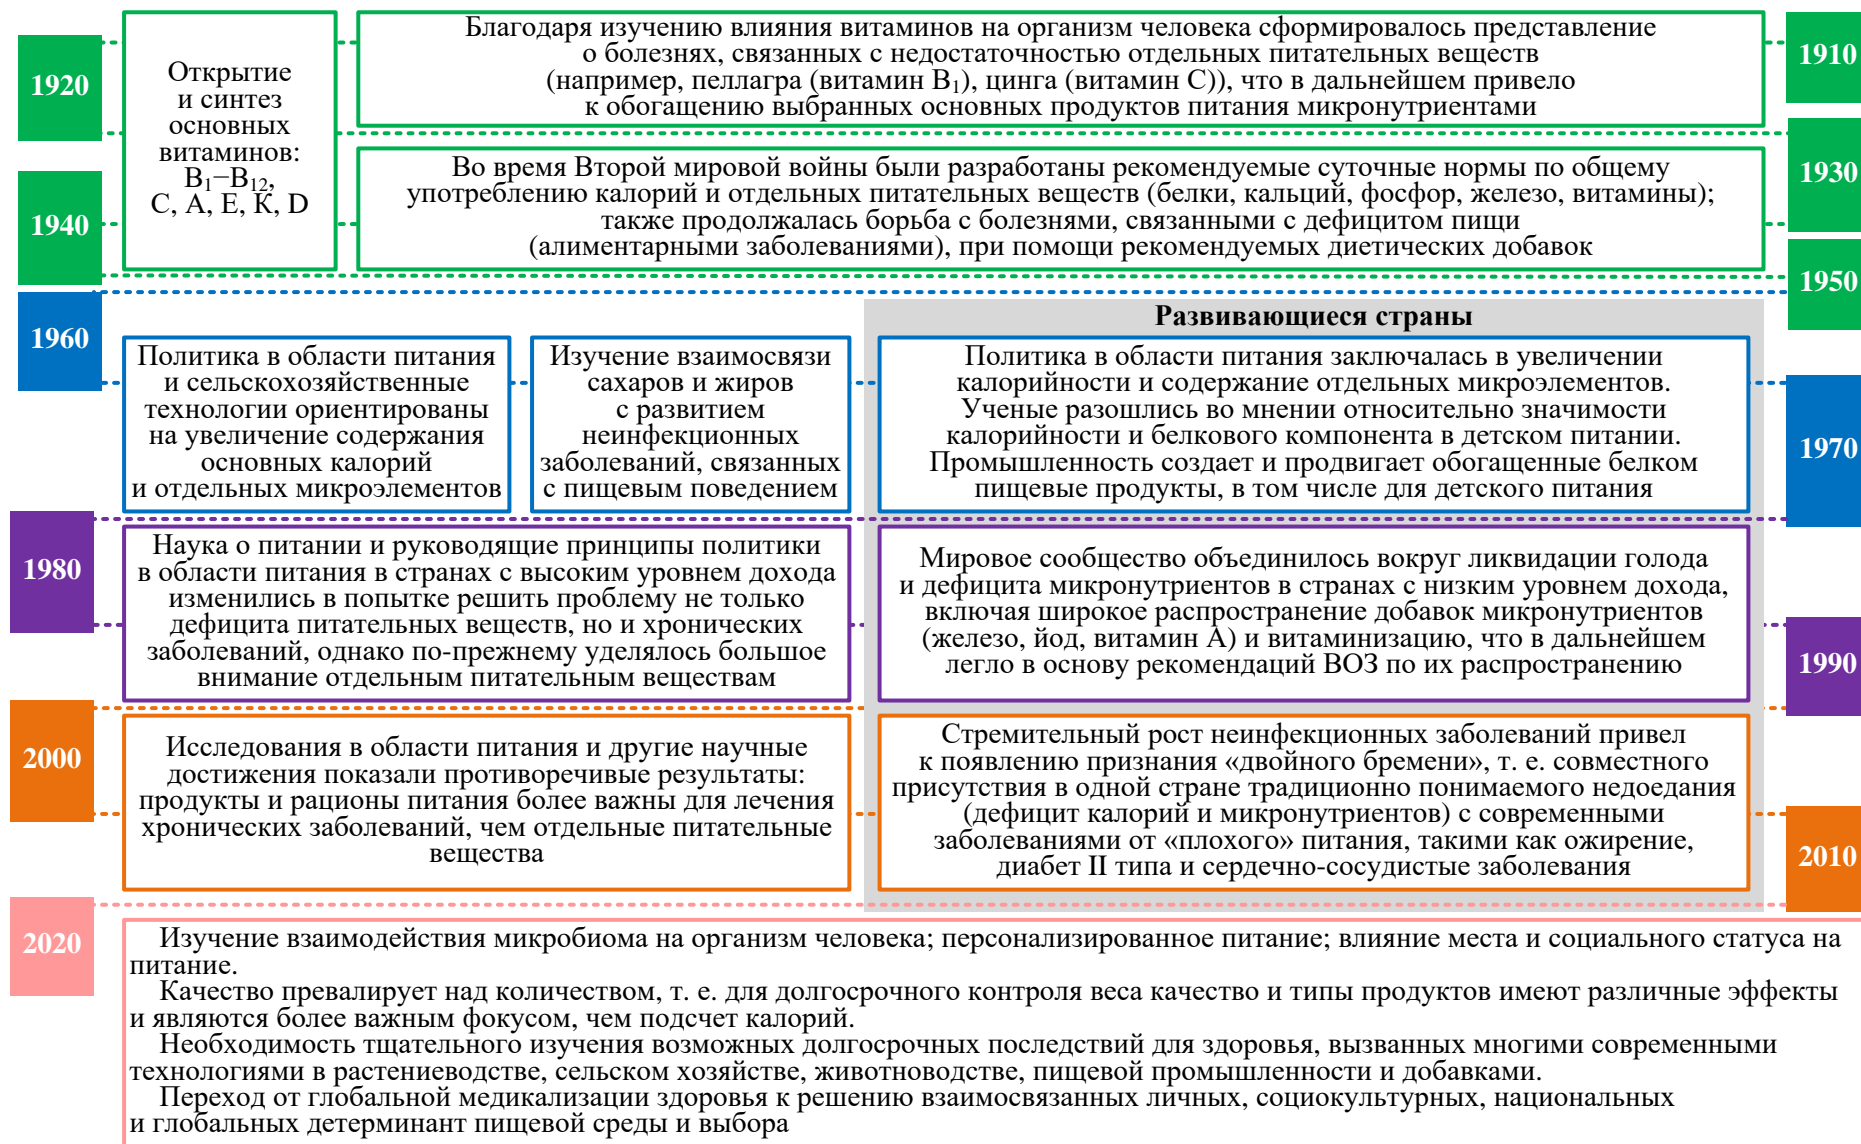 1920
Открытие
и синтез
основных
витаминов:
B₁−B₁₂,
C, A, E, K, D
Благодаря изучению влияния витаминов на организм человека сформировалось представление
о болезнях, связанных с недостаточностью отдельных питательных веществ
(например, пеллагра (витамин B₁), цинга (витамин C)), что в дальнейшем привело
к обогащению выбранных основных продуктов питания микронутриентами
1910
1940
Во время Второй мировой войны были разработаны рекомендуемые суточные нормы по общему
употреблению калорий и отдельных питательных веществ (белки, кальций, фосфор, железо, витамины);
также продолжалась борьба с болезнями, связанными с дефицитом пищи
(алиментарными заболеваниями), при помощи рекомендуемых диетических добавок
1930
1950
1960
Развивающиеся страны
Политика в области питания
и сельскохозяйственные
технологии ориентированы
на увеличение содержания
основных калорий
и отдельных микроэлементов
Изучение взаимосвязи
сахаров и жиров
с развитием
неинфекционных
заболеваний, связанных
с пищевым поведением
Политика в области питания заключалась в увеличении
калорийности и содержание отдельных микроэлементов.
Ученые разошлись во мнении относительно значимости
калорийности и белкового компонента в детском питании.
Промышленность создает и продвигает обогащенные белком
пищевые продукты, в том числе для детского питания
1970
1980
Наука о питании и руководящие принципы политики
в области питания в странах с высоким уровнем дохода
изменились в попытке решить проблему не только
дефицита питательных веществ, но и хронических
заболеваний, однако по-прежнему уделялось большое
внимание отдельным питательным веществам
Мировое сообщество объединилось вокруг ликвидации голода
и дефицита микронутриентов в странах с низким уровнем дохода,
включая широкое распространение добавок микронутриентов
(железо, йод, витамин А) и витаминизацию, что в дальнейшем
легло в основу рекомендаций ВОЗ по их распространению
1990
2000
Исследования в области питания и другие научные
достижения показали противоречивые результаты:
продукты и рационы питания более важны для лечения
хронических заболеваний, чем отдельные питательные
вещества
Стремительный рост неинфекционных заболеваний привел
к появлению признания «двойного бремени», т. е. совместного
присутствия в одной стране традиционно понимаемого недоедания
(дефицит калорий и микронутриентов) с современными
заболеваниями от «плохого» питания, такими как ожирение,
диабет II типа и сердечно-сосудистые заболевания
2010
2020
Изучение взаимодействия микробиома на организм человека; персонализированное питание; влияние места и социального статуса на
питание.
Качество превалирует над количеством, т. е. для долгосрочного контроля веса качество и типы продуктов имеют различные эффекты
и являются более важным фокусом, чем подсчет калорий.
Необходимость тщательного изучения возможных долгосрочных последствий для здоровья, вызванных многими современными
технологиями в растениеводстве, сельском хозяйстве, животноводстве, пищевой промышленности и добавками.
Переход от глобальной медикализации здоровья к решению взаимосвязанных личных, социокультурных, национальных
и глобальных детерминант пищевой среды и выбора